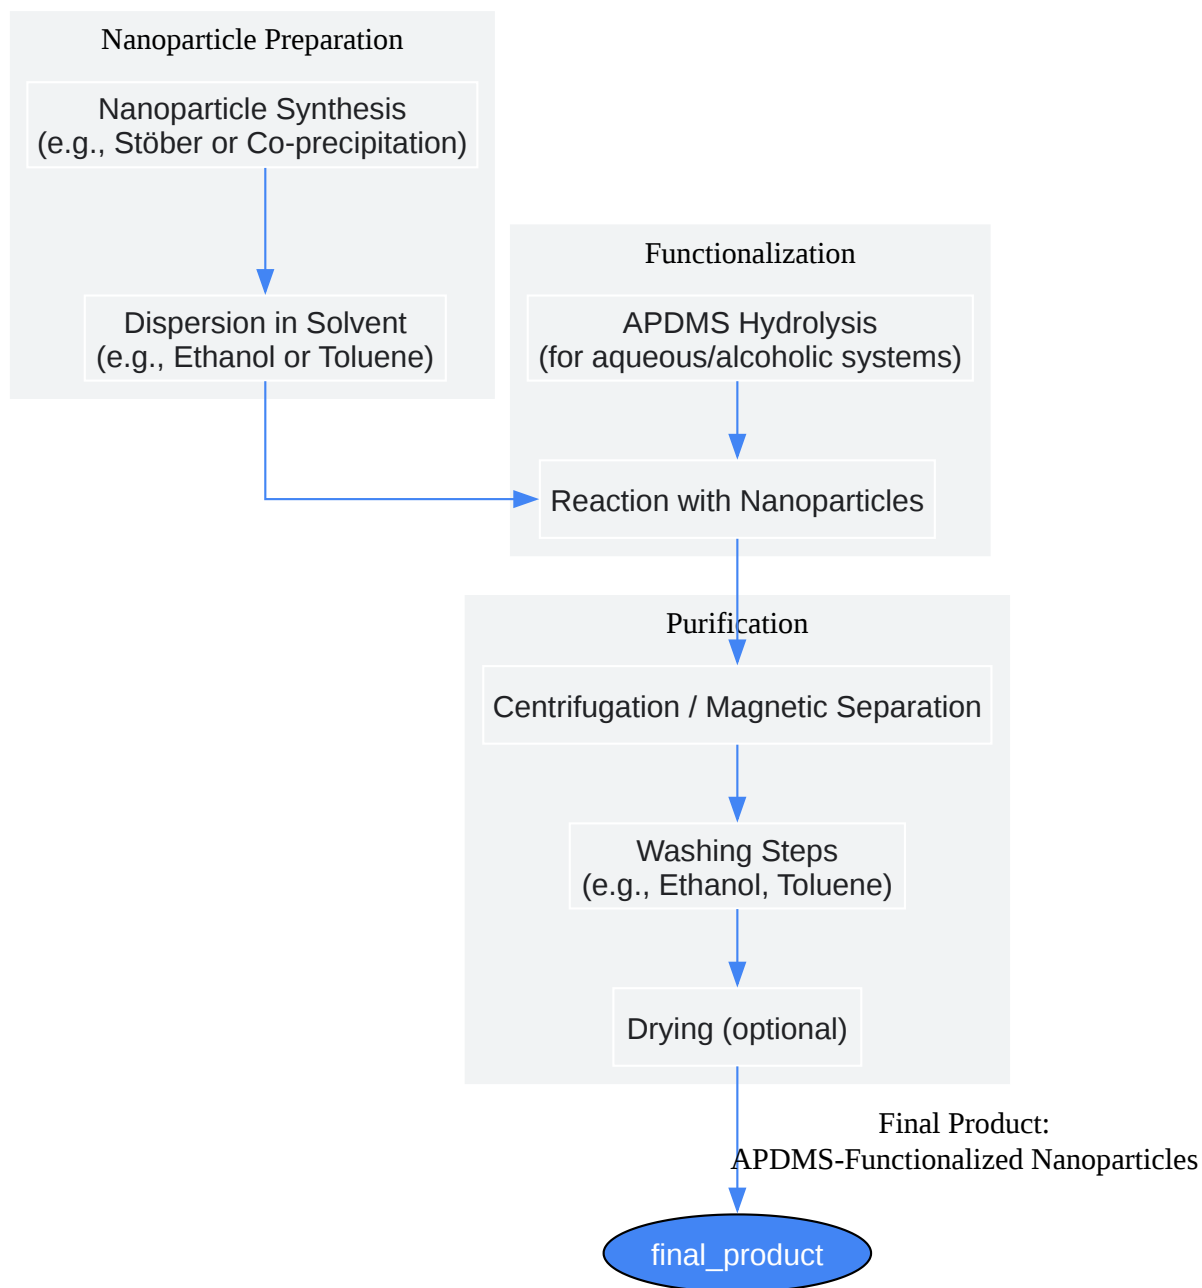 Nanoparticle Preparation
Nanoparticle Synthesis
(e.g., Stöber or Co-precipitation)
Dispersion in Solvent
(e.g., Ethanol or Toluene)
Functionalization
APDMS Hydrolysis
(for aqueous/alcoholic systems)
Reaction with Nanoparticles
Purification
Centrifugation / Magnetic Separation
Washing Steps
(e.g., Ethanol, Toluene)
Drying (optional)
Final Product:
APDMS-Functionalized Nanoparticles
final_product